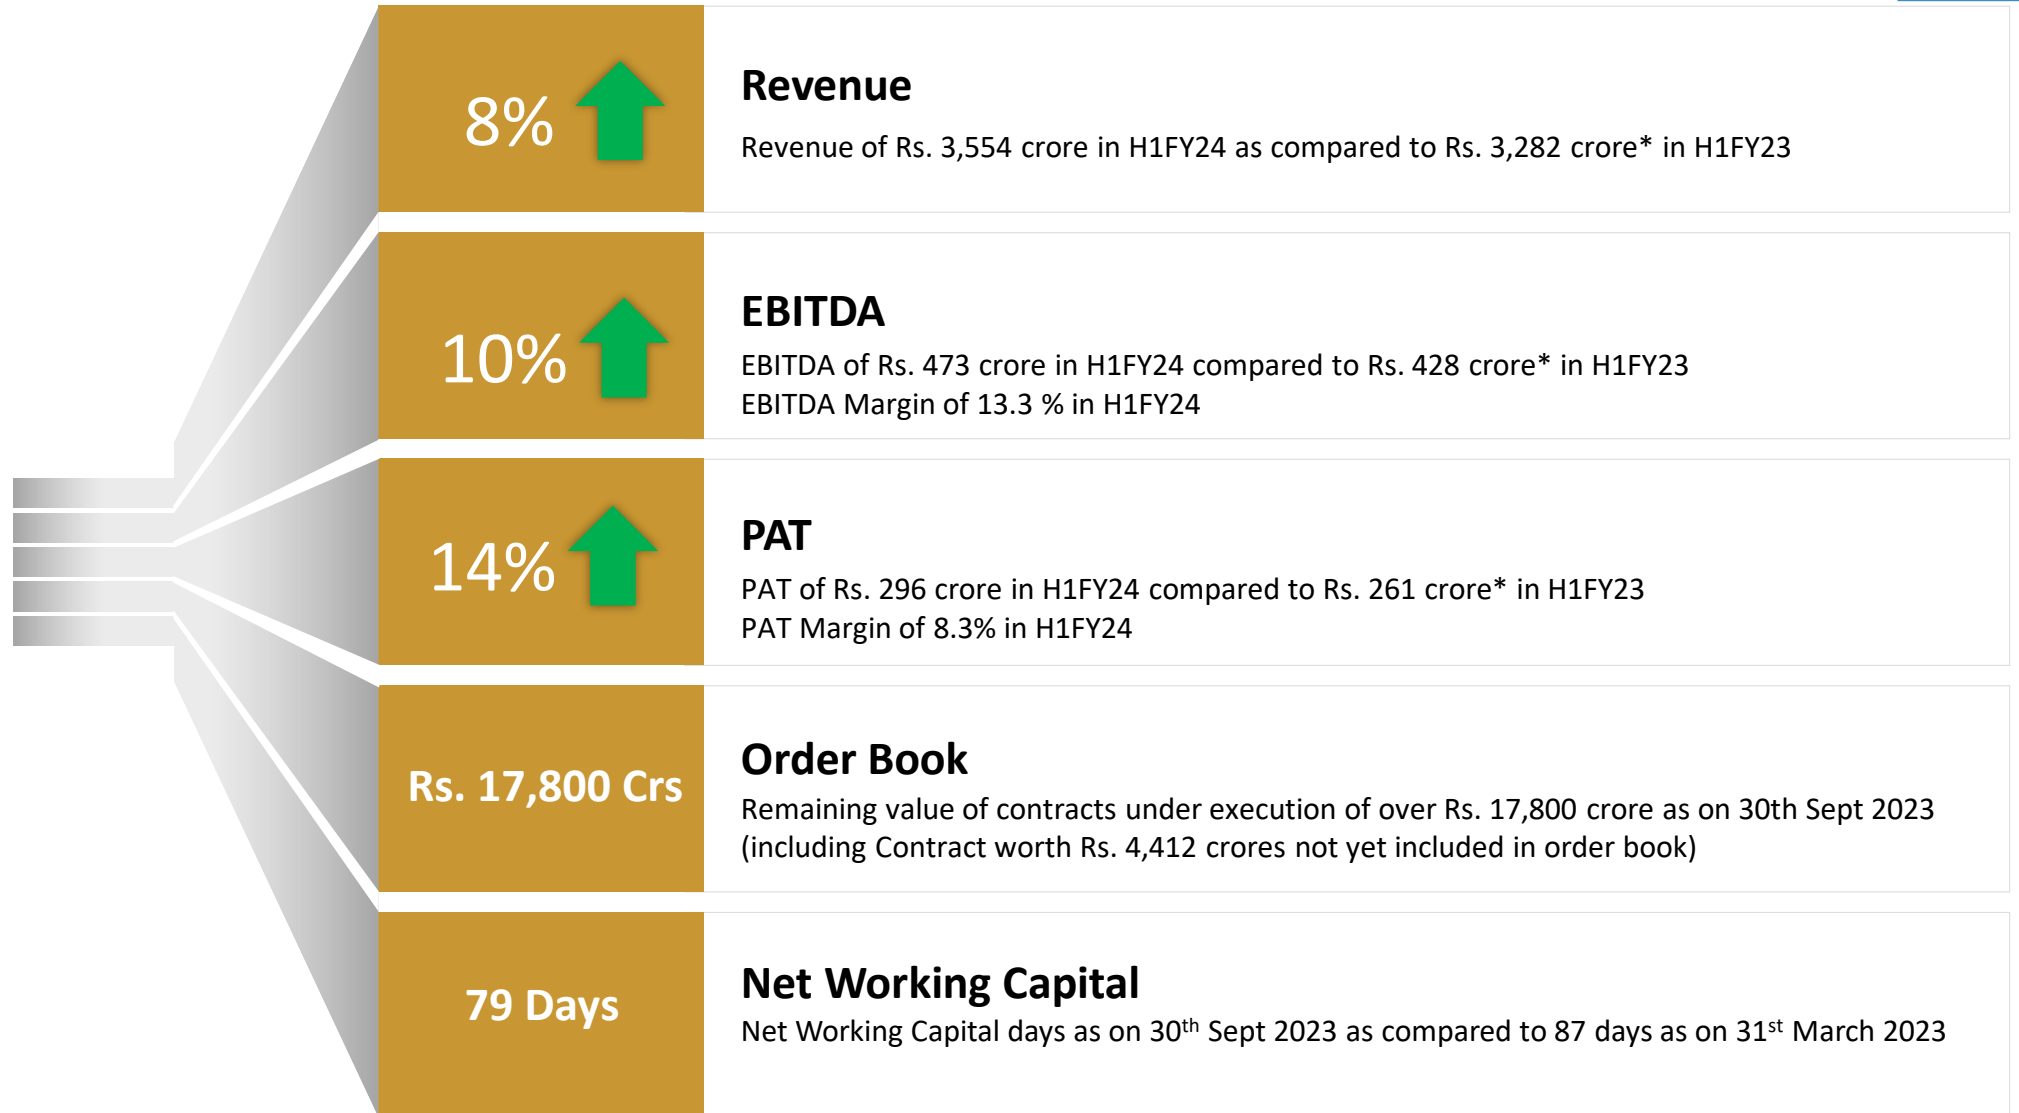 8%
Revenue
Revenue of Rs. 3,554 crore in H1FY24 as compared to Rs. 3,282 crore* in H1FY23
10%
EBITDA
EBITDA of Rs. 473 crore in H1FY24 compared to Rs. 428 crore* in H1FY23
EBITDA Margin of 13.3 % in H1FY24
14%
PAT
PAT of Rs. 296 crore in H1FY24 compared to Rs. 261 crore* in H1FY23
PAT Margin of 8.3% in H1FY24
Rs. 17,800 Crs
Order Book
Remaining value of contracts under execution of over Rs. 17,800 crore as on 30th Sept 2023
(including Contract worth Rs. 4,412 crores not yet included in order book)
79 Days
Net Working Capital
Net Working Capital days as on 30th Sept 2023 as compared to 87 days as on 31st March 2023